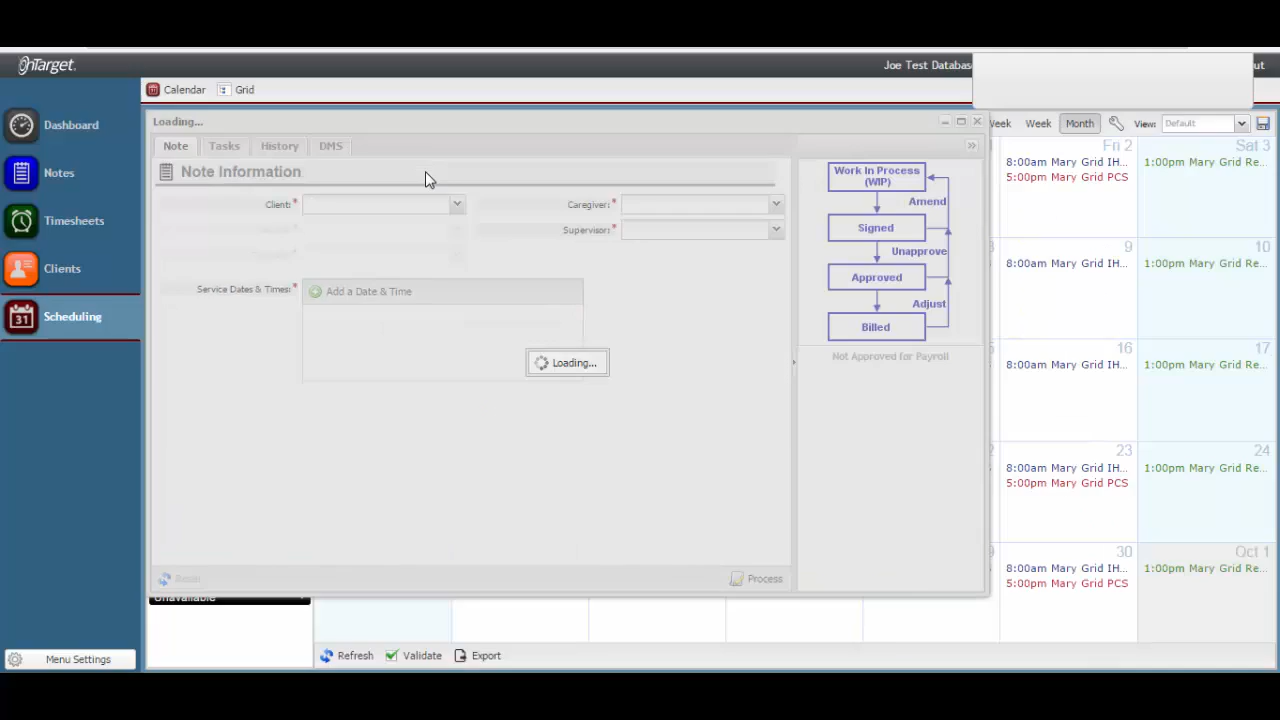 OnTarget
Joe Test Databas
ut
Calendar
Grid
Dashboard
Notes
Timesheets
Clients
Scheduling
Menu Settings
Loading...
Week
Month
View:
Default
Note
Tasks
History
DMS
Note Information
Client:*
Caregiver:*
Supervisor:*
Service Dates & Times:*
Add a Date & Time
Loading...
Reset
Process
Work In Process
(WIP)
Amend
Signed
Unapprove
Approved
Adjust
Billed
Not Approved for Payroll
Fri 2
Sat 3
8:00am Mary Grid IH...
1:00pm Mary Grid Re...
5:00pm Mary Grid PCS
9
10
8:00am Mary Grid IH...
1:00pm Mary Grid Re...
16
17
8:00am Mary Grid IH...
1:00pm Mary Grid Re...
23
24
8:00am Mary Grid IH...
1:00pm Mary Grid Re...
5:00pm Mary Grid PCS
30
Oct 1
8:00am Mary Grid IH...
1:00pm Mary Grid Re...
5:00pm Mary Grid PCS
Unavailable
Refresh
Validate
Export